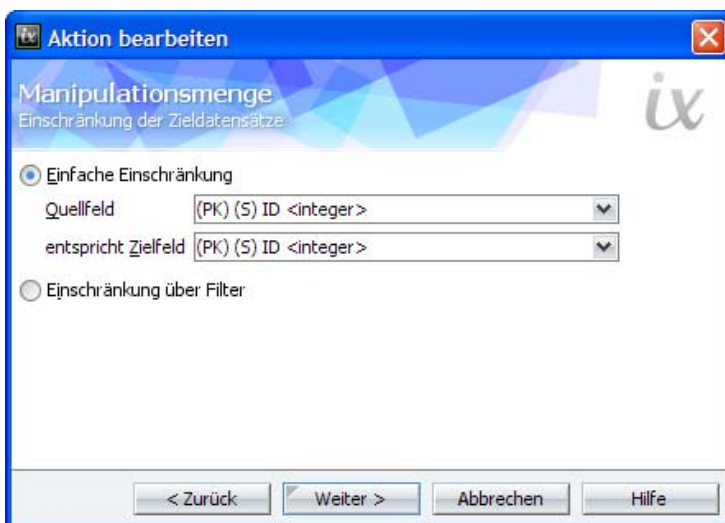 ix Aktion bearbeiten
Manipulationsmenge
Einschränkung der Zieldatensätze
ix
Einfache Einschränkung
Quellfeld (PK) (S) ID <integer>
entspricht Zielfeld (PK) (S) ID <integer>
Einschränkung über Filter
< Zurück Weiter > Abbrechen Hilfe